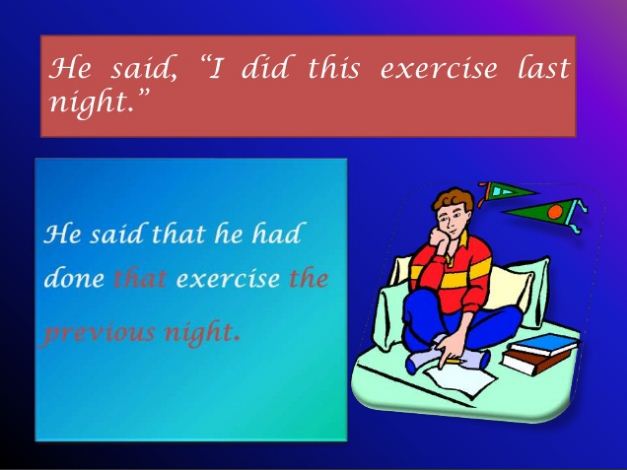 He said, “I did this exercise last
night.”
He said that he had
done that exercise the
previous night.